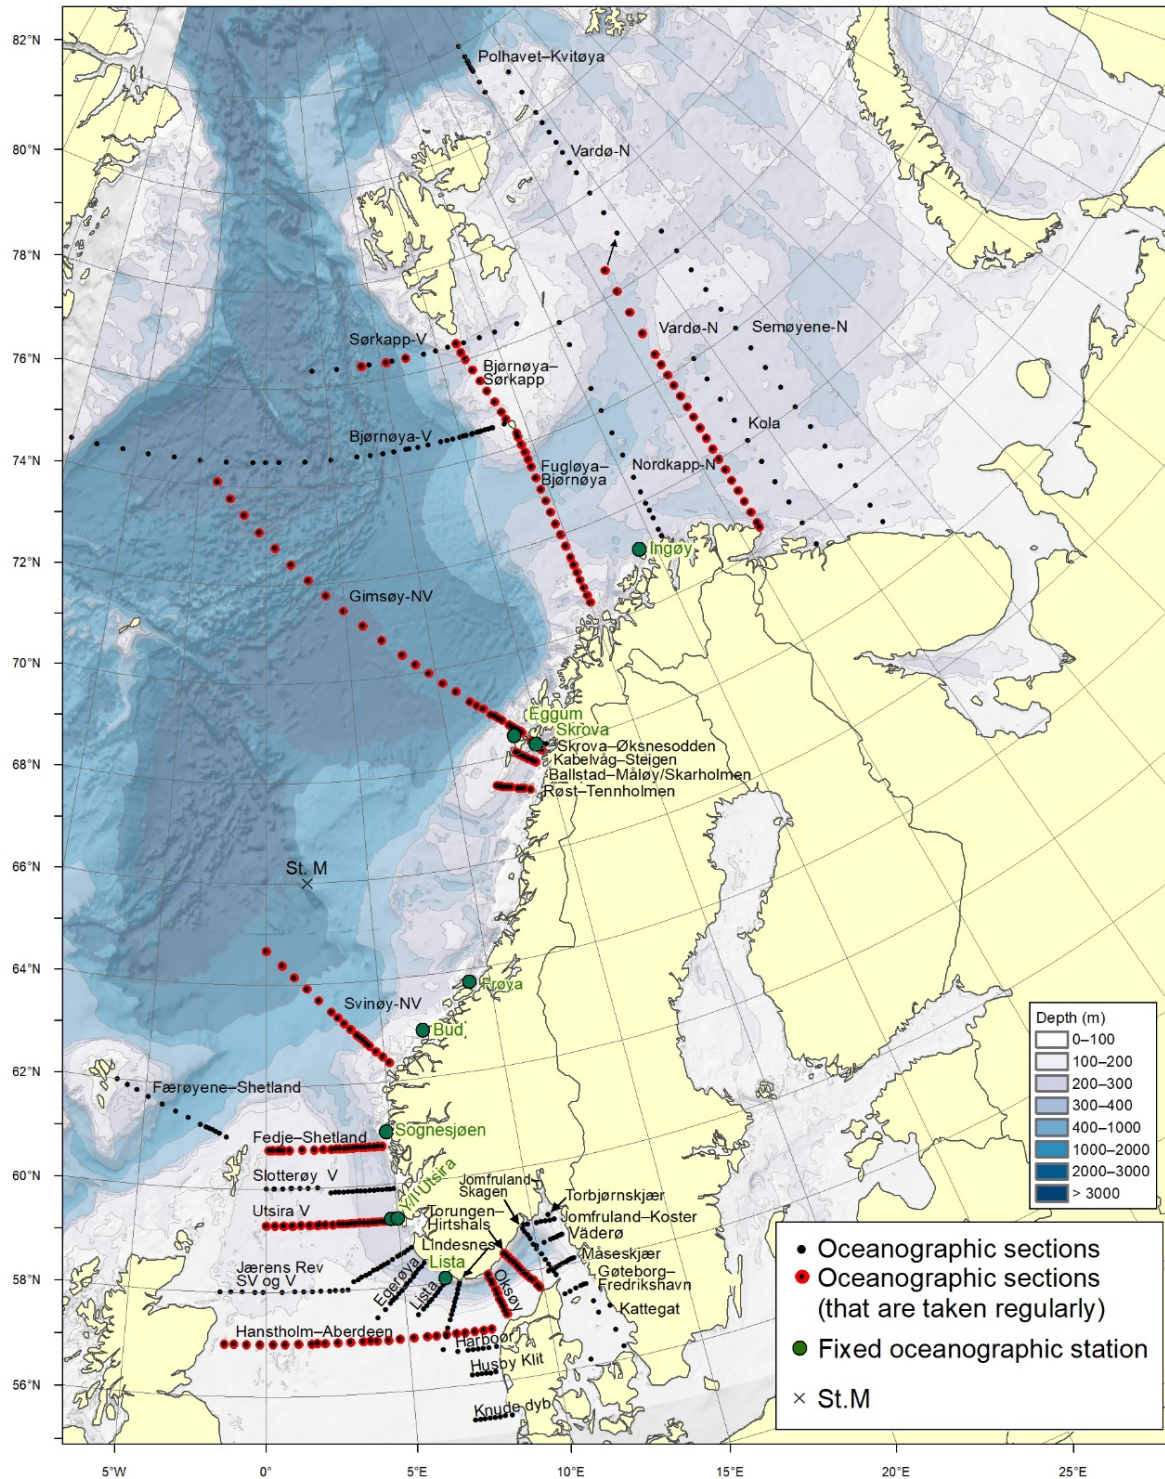 82°N
Polhavet–Kvitøya
80°N
Vardø-N
78°N
Sørkapp-V
Vardø-N
Semøyene-N
76°N
Bjørnøya–
Sørkapp
Bjørnøya-V
Kola
74°N
Fugløya–
Bjørnøya
Nordkapp-N
72°N
Ingøy
Gimsøy-NV
70°N
Eggum
Skrova
Skrova–Øksnesodden
68°N
Kabelvåg–Steigen
Ballstad–Måløy/Skarholmen
Røst–Tennholmen
66°N
St. M
64°N
Frøya
Svinøy-NV
Bud
62°N
Færøyene–Shetland
Sognesjøen
Fedje–Shetland
60°N
Slotterøy V
Y/I Utsira
Jomfruland–
Skagen
Torbjørnskjær
Utsira V
Torungen–
Hirtshals
Jomfruland–Koster
Väderø
Lindesnes
Måseskjær
Lista
Jærens Rev
SV og V
Egerøya
Lista
Oksøy
Gøteborg–
Fredrikshavn
58°N
Kattegat
Hanstholm–Aberdeen
Harboør
Husby Klit
56°N
Knude dyb
Depth (m)
0–100
100–200
200–300
300–400
400–1000
1000–2000
2000–3000
> 3000
Oceanographic sections
Oceanographic sections
(that are taken regularly)
Fixed oceanographic station
St.M
5°W
0°
5°E
10°E
15°E
20°E
25°E